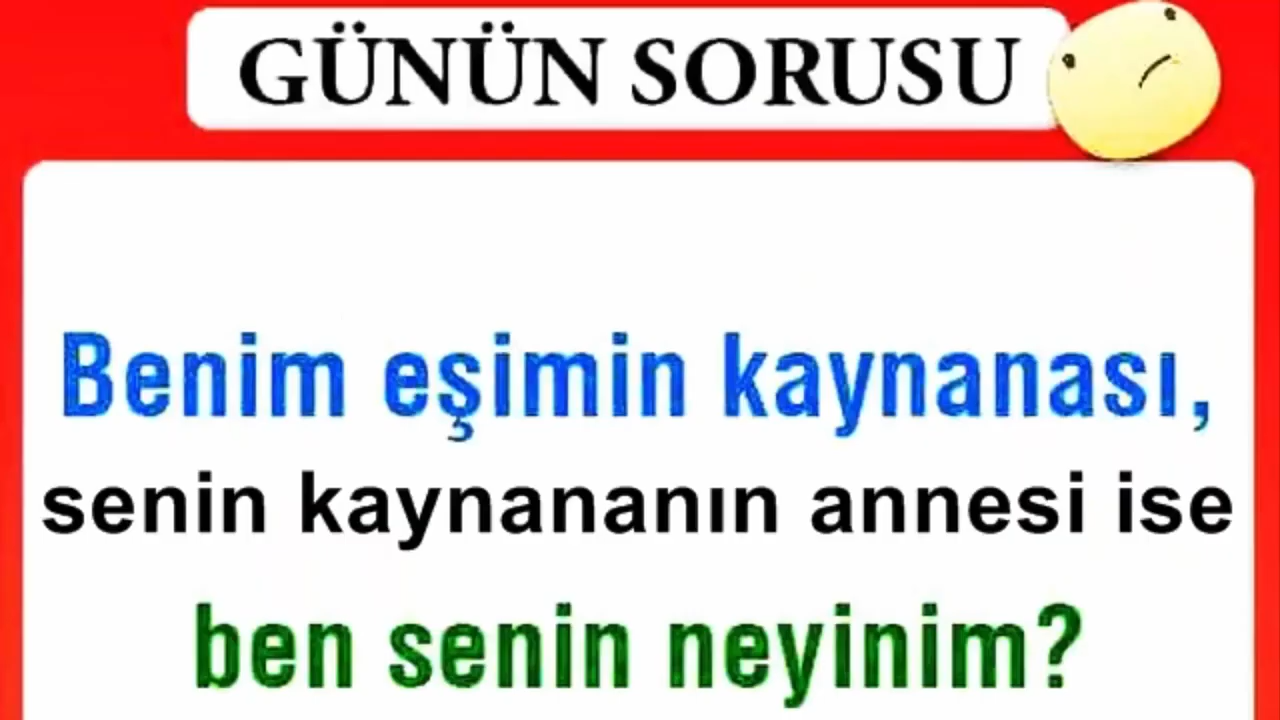 GÜNÜN SORUSU
Benim eşimin kaynanası,
senin kaynananın annesi ise
ben senin neyinim?